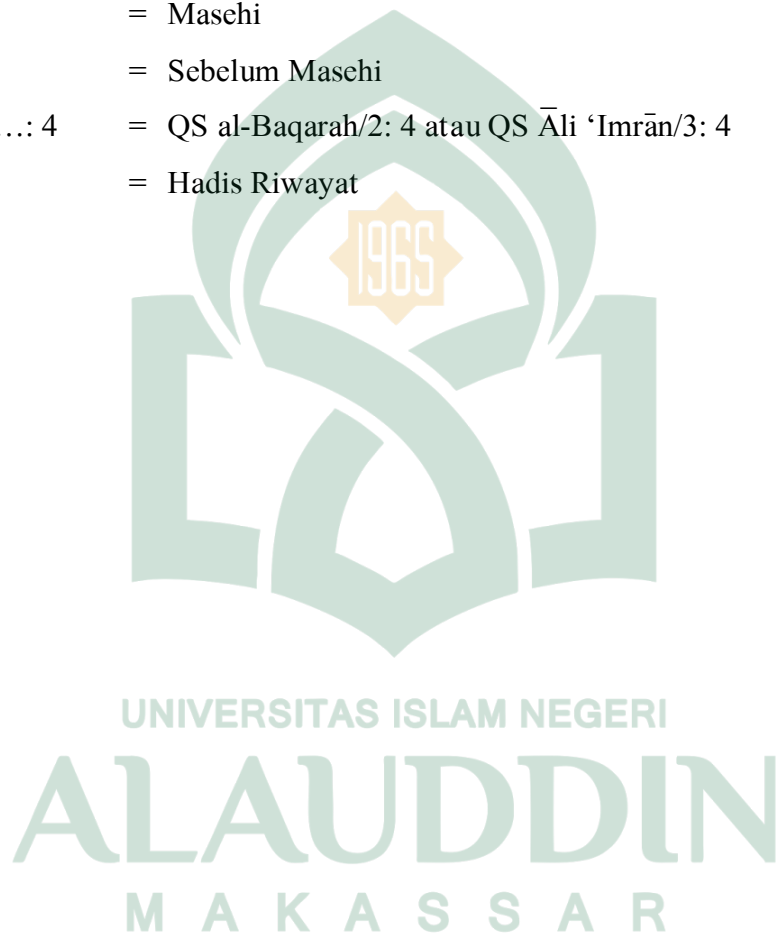 = Masehi
= Sebelum Masehi
…: 4 = QS al-Baqarah/2: 4 atau QS Āli ‘Imrān/3: 4
= Hadis Riwayat
1965
UNIVERSITAS ISLAM NEGERI
ALAUDDIN
MAKASSAR